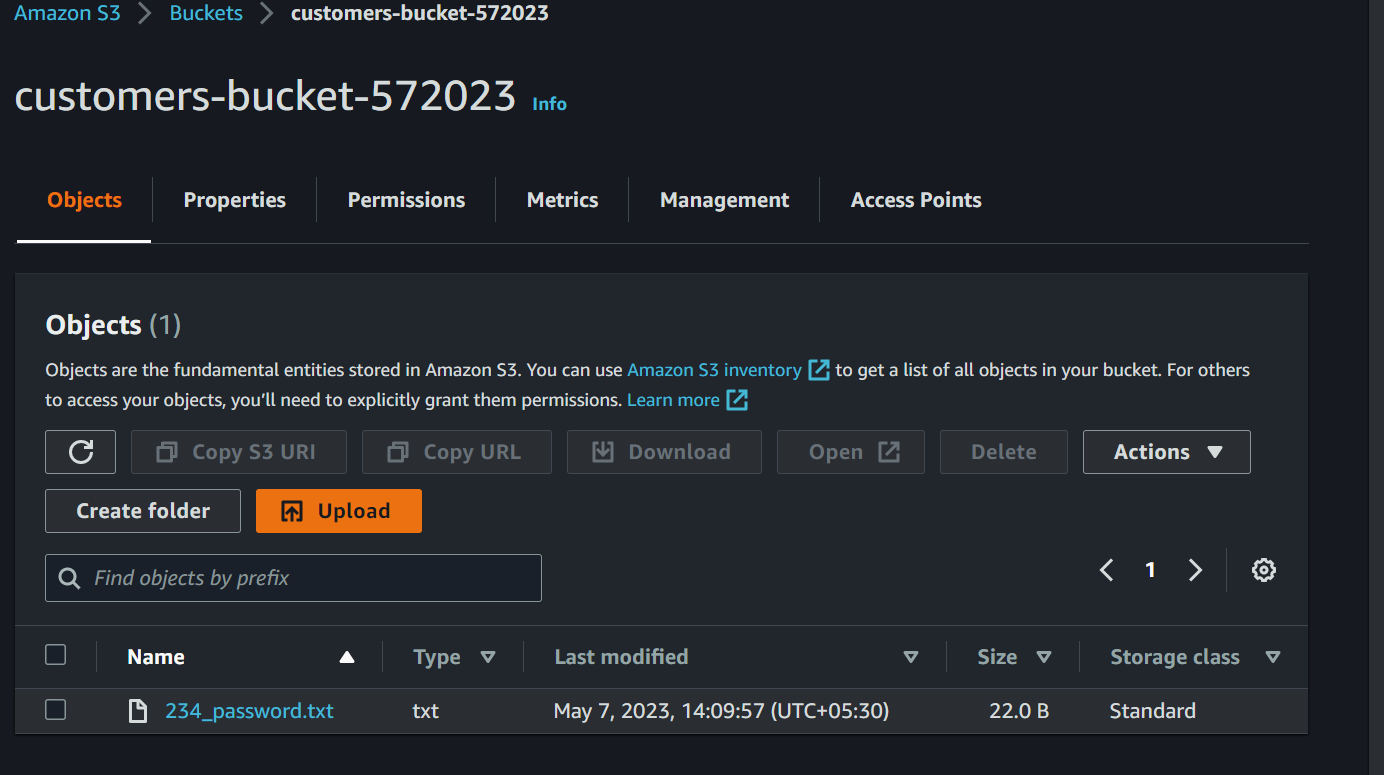 Amazon S3 > Buckets > customers-bucket-572023
customers-bucket-572023 Info
Objects Properties Permissions Metrics Management Access Points
Objects (1)
Objects are the fundamental entities stored in Amazon S3. You can use Amazon S3 inventory to get a list of all objects in your bucket. For others
to access your objects, you'll need to explicitly grant them permissions. Learn more
Copy S3 URI Copy URL Download Open Delete Actions
Create folder Upload
Find objects by prefix
1
Name Type Last modified Size Storage class
234_password.txt txt May 7, 2023, 14:09:57 (UTC+05:30) 22.0 B Standard